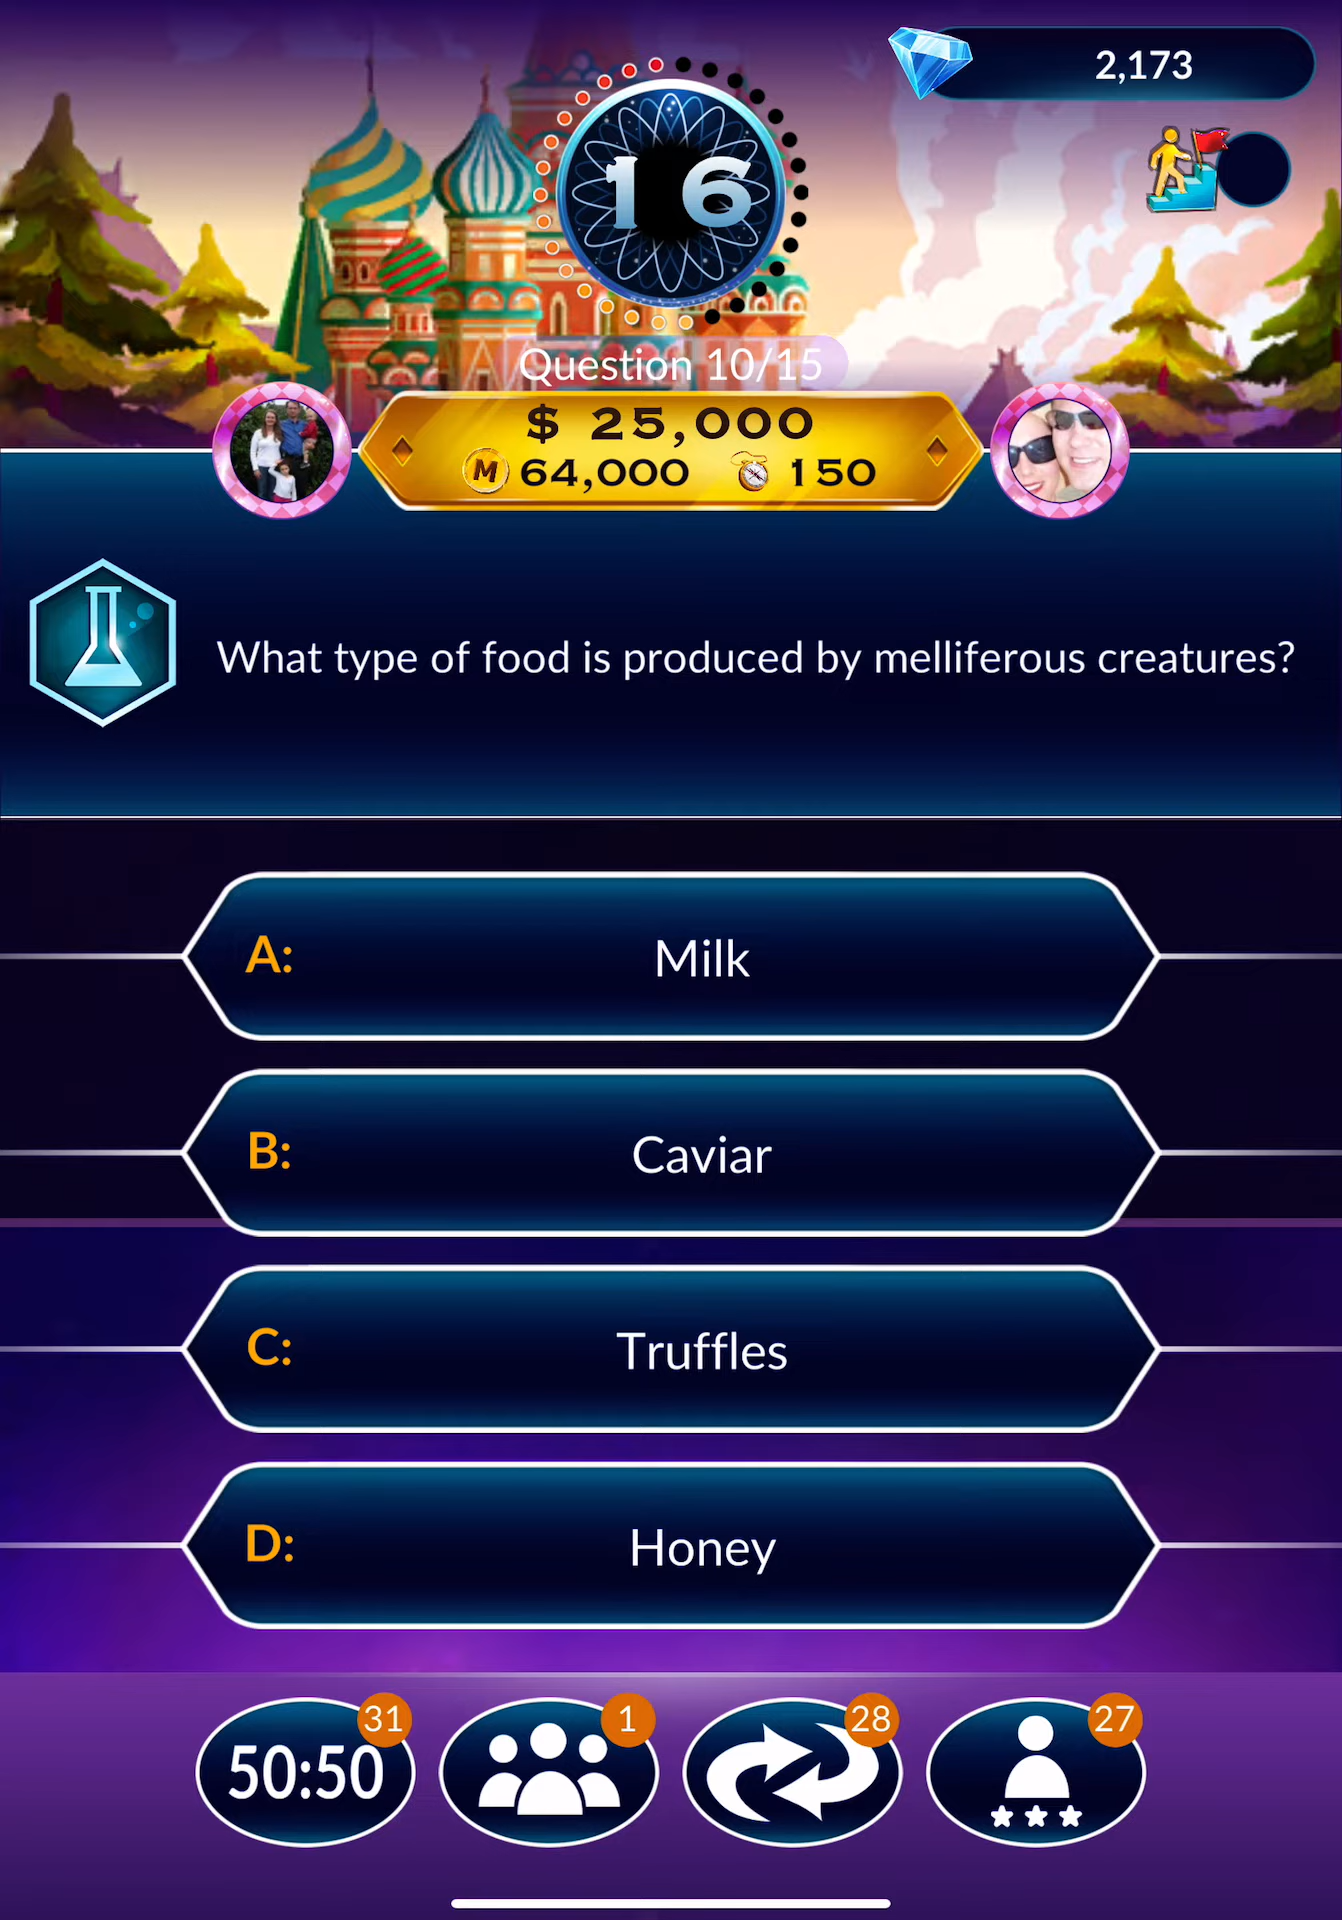 2,173
16
Question 10/15
$ 25,000
M 64,000 150
What type of food is produced by melliferous creatures?
A: Milk
B: Caviar
C: Truffles
D: Honey
31
1
28
27
50:50